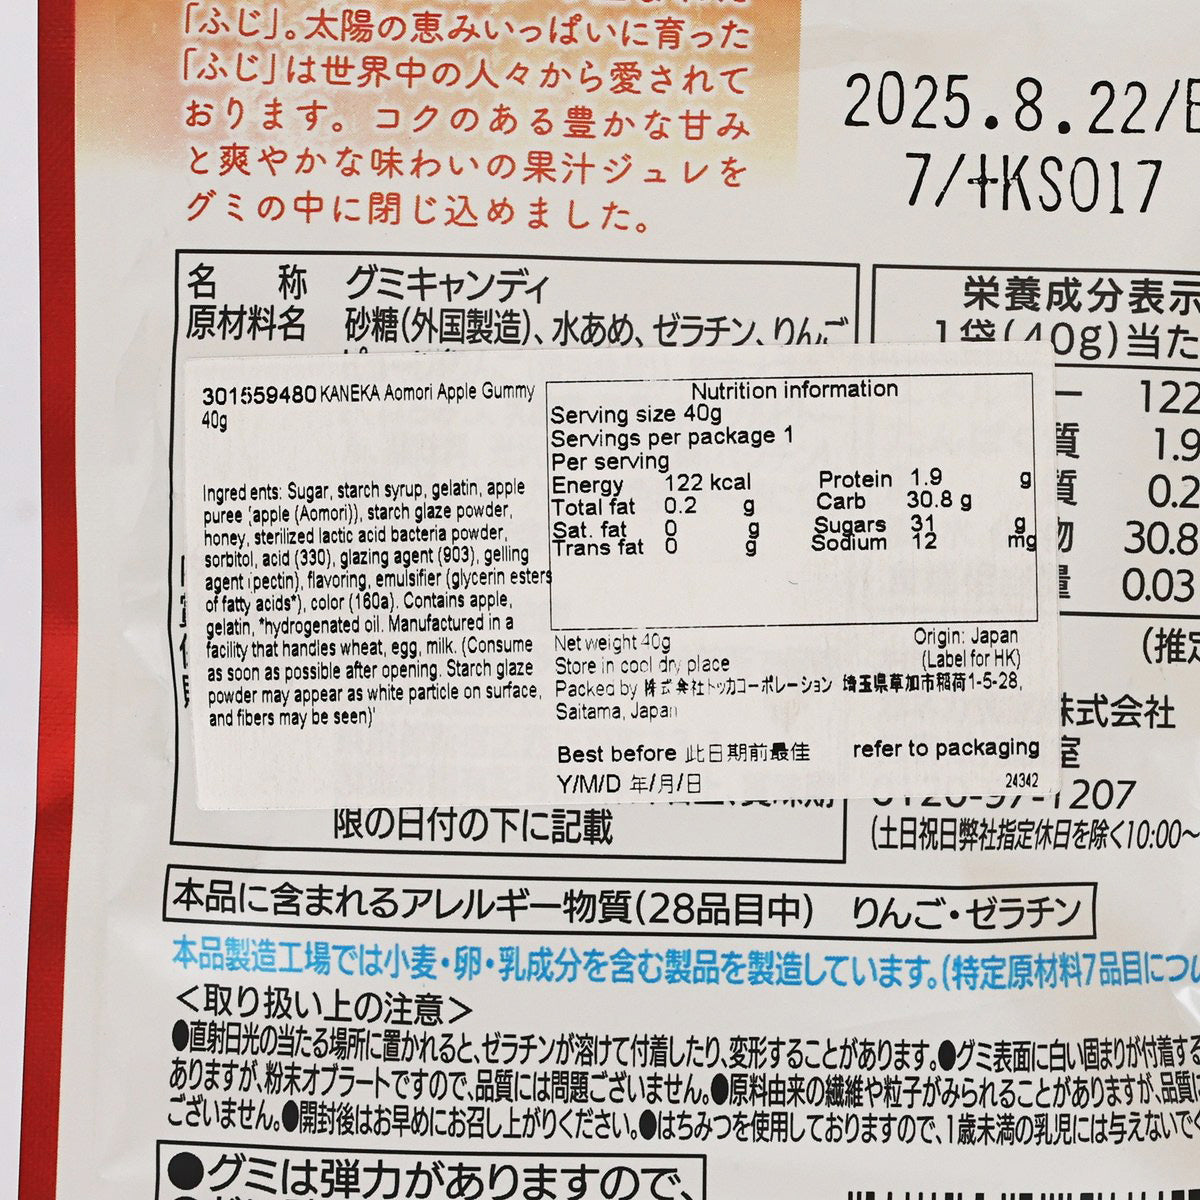 「ふじ」。太陽の恵みいっぱいに育った
「ふじ」は世界中の人々から愛されて
おります。コクのある豊かな甘み
と爽やかな味わいの果汁ジュレを
グミの中に閉じ込めました。
2025.8.22/
7/+KS017
名 称 グミキャンディ
原材料名 砂糖(外国製造)、水あめ、ゼラチン、りんご
栄養成分表示
1袋(40g)当た
ー 122
質 1.9
質 0.2
物 30.8
量 0.03
(推定
301559480 KANEKA Aomori Apple Gummy
40g
Ingred ents: Sugar, starch syrup, gelatin, apple
puree (apple (Aomori)), starch glaze powder,
honey, sterilized lactic acid bacteria powder,
sorbitol, acid (330), glazing agent (903), gelling
agent (pectin), flavoring, emulsifier (glycerin esters
of fatty acids*), color (160a). Contains apple,
gelatin, *hydrogenated oil. Manufactured in a
facility that handles wheat, egg, milk. (Consume
as soon as possible after opening. Starch glaze
powder may appear as white particle on surface,
and fibers may be seen)'
Nutrition information
Serving size 40g
Servings per package 1
Per serving
Energy 122 kcal Protein 1.9 g
Total fat 0.2 g Carb 30.8 g
Sat. fat 0 g Sugars 31 g
Trans fat 0 g Sodium 12 mg
Net weight 40g Origin: Japan
Store in cool dry place (Label for HK)
Packed by 株式会社トッカコーポレーション 埼玉県草加市稲荷1-5-28,
Saitama, Japan
Best before 此日期前最佳 refer to packaging
Y/M/D 年/月/日 24342
株式会社
室
0120-97-1207
(土日祝日弊社指定休日を除く10:00～
限の日付の下に記載
本品に含まれるアレルギー物質(28品目中) りんご・ゼラチン
本品製造工場では小麦・卵・乳成分を含む製品を製造しています。(特定原材料7品目につい
＜取り扱い上の注意＞
●直射日光の当たる場所に置かれると、ゼラチンが溶けて付着したり、変形することがあります。●グミ表面に白い固まりが付着する
ありますが、粉末オブラートですので、品質には問題ございません。●原料由来の繊維や粒子がみられることがありますが、品質に
ございません。●開封後はお早めにお召し上がりください。●はちみつを使用しておりますので、1歳未満の乳児には与えないでく
●グミは弾力がありますので、